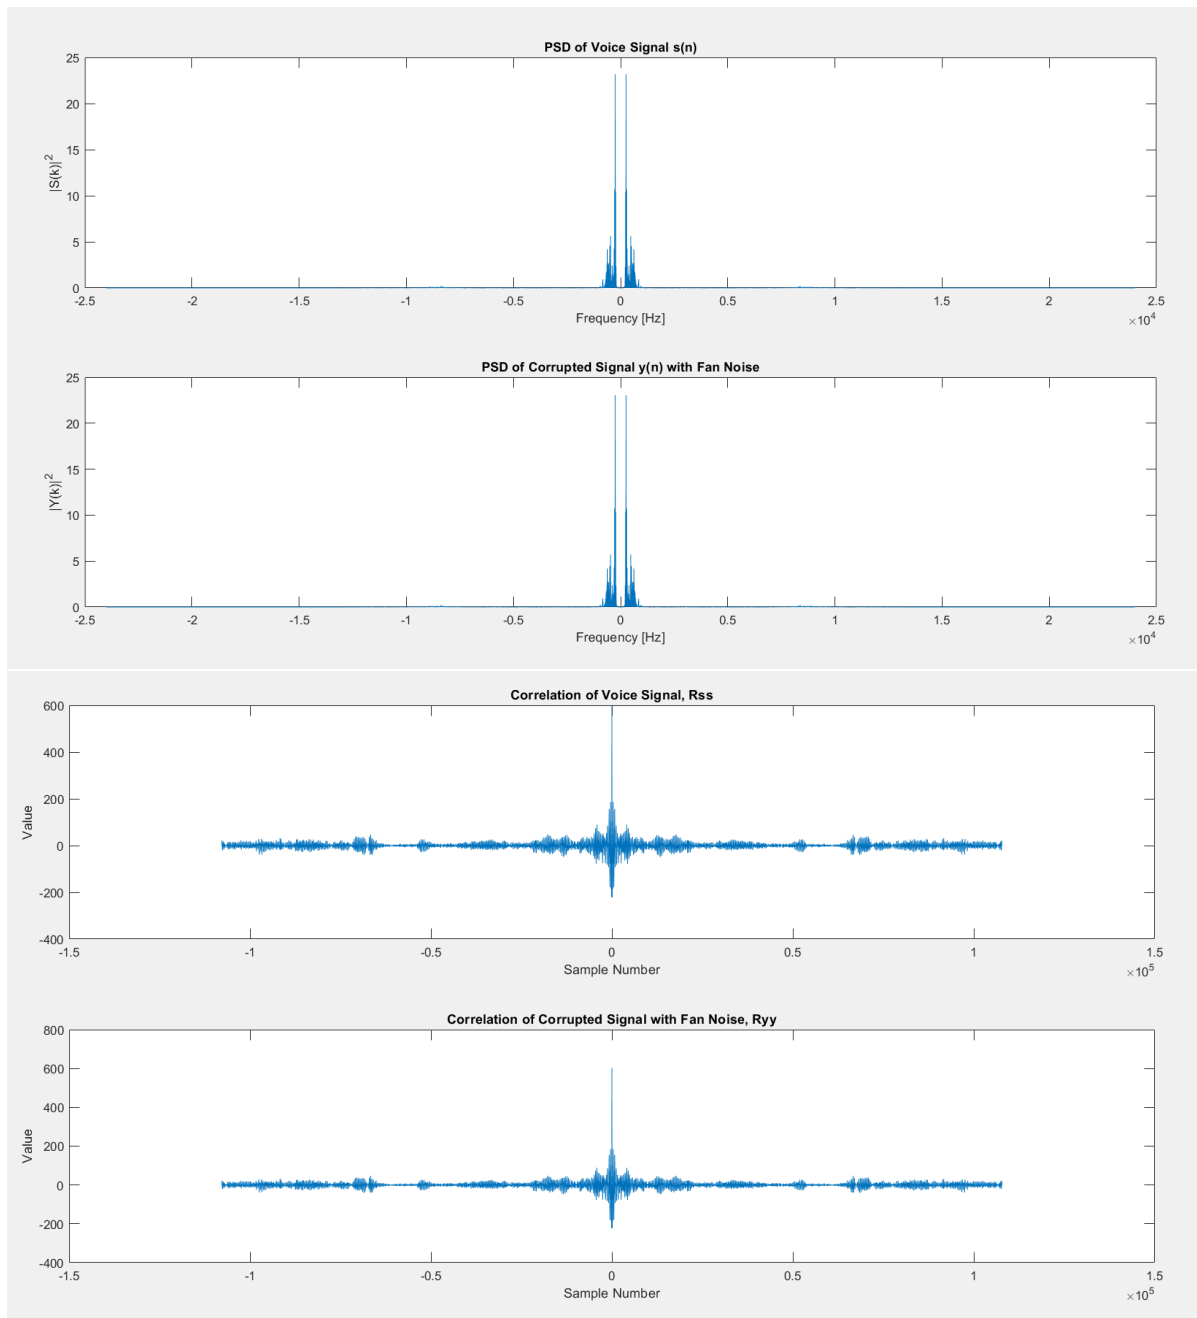 PSD of Voice Signal s(n)
25
20
15
10
5
0
|S(k)|²
-2.5 -2 -1.5 -1 -0.5 0 0.5 1 1.5 2 2.5
Frequency [Hz]
×10⁴
PSD of Corrupted Signal y(n) with Fan Noise
25
20
15
10
5
0
|Y(k)|²
-2.5 -2 -1.5 -1 -0.5 0 0.5 1 1.5 2 2.5
Frequency [Hz]
×10⁴
Correlation of Voice Signal, Rss
600
400
200
0
-200
-400
Value
-1.5 -1 -0.5 0 0.5 1 1.5
Sample Number
×10⁵
Correlation of Corrupted Signal with Fan Noise, Ryy
800
600
400
200
0
-200
-400
Value
-1.5 -1 -0.5 0 0.5 1 1.5
Sample Number
×10⁵